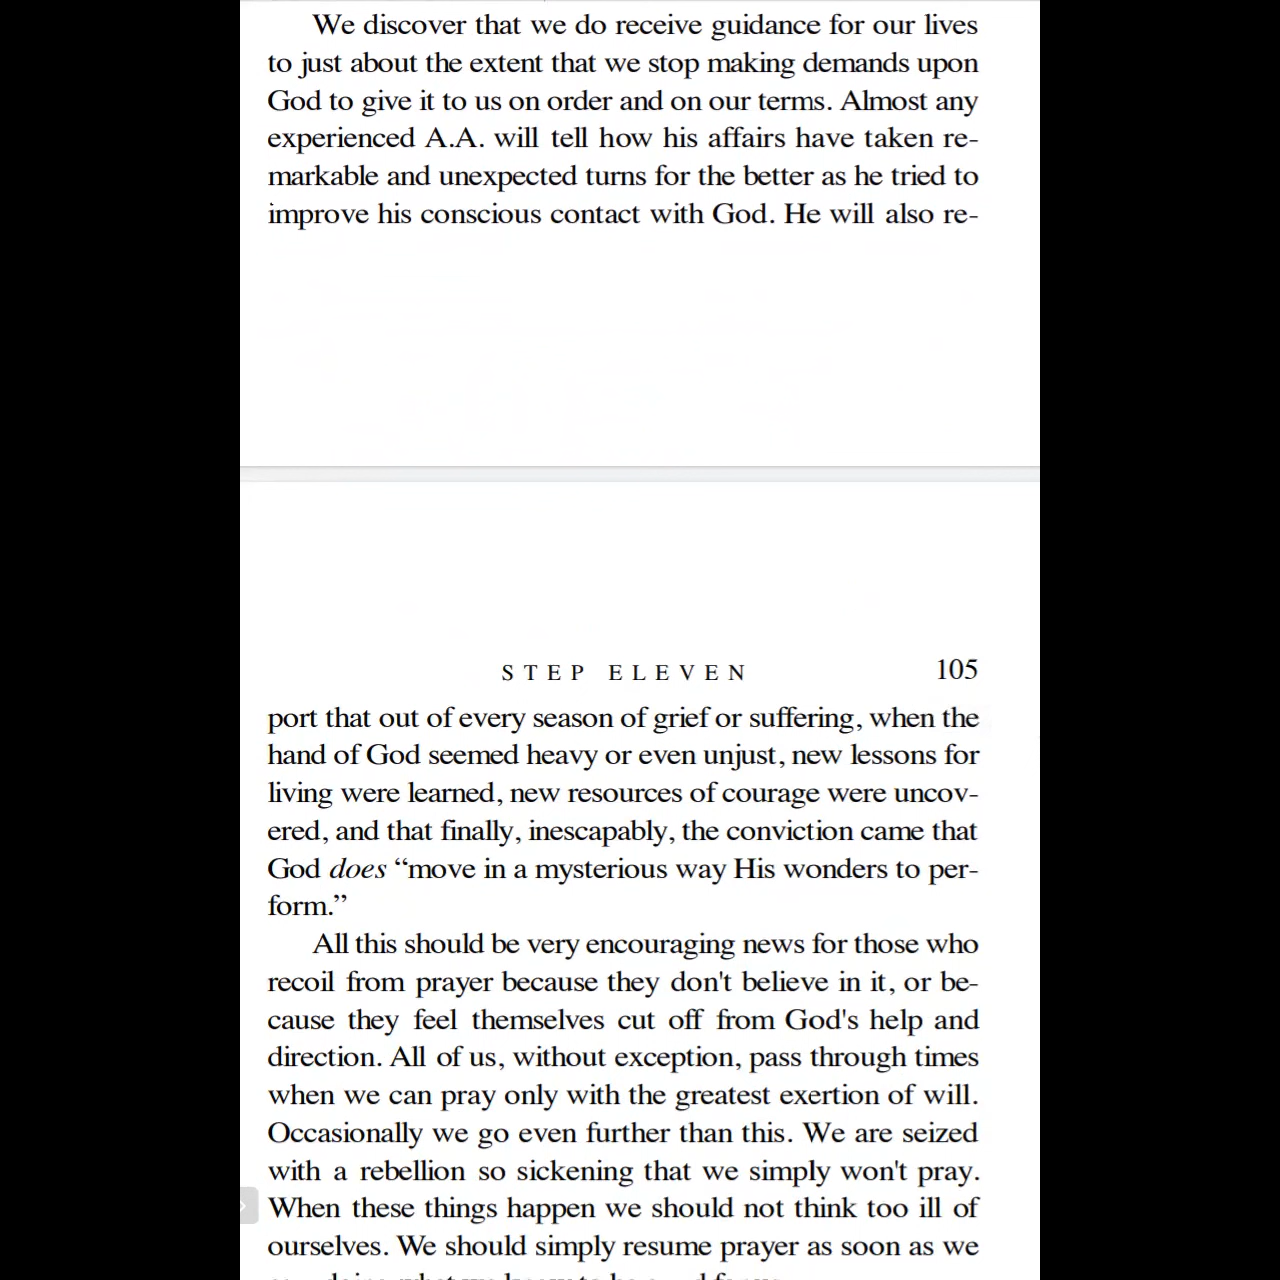 We discover that we do receive guidance for our lives
to just about the extent that we stop making demands upon
God to give it to us on order and on our terms. Almost any
experienced A.A. will tell how his affairs have taken re-
markable and unexpected turns for the better as he tried to
improve his conscious contact with God. He will also re-
STEP ELEVEN 105
port that out of every season of grief or suffering, when the
hand of God seemed heavy or even unjust, new lessons for
living were learned, new resources of courage were uncov-
ered, and that finally, inescapably, the conviction came that
God does “move in a mysterious way His wonders to per-
form.”
All this should be very encouraging news for those who
recoil from prayer because they don't believe in it, or be-
cause they feel themselves cut off from God's help and
direction. All of us, without exception, pass through times
when we can pray only with the greatest exertion of will.
Occasionally we go even further than this. We are seized
with a rebellion so sickening that we simply won't pray.
When these things happen we should not think too ill of
ourselves. We should simply resume prayer as soon as we